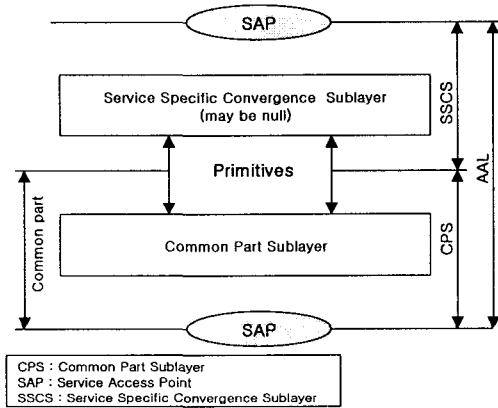 SAP
Service Specific Convergence Sublayer
(may be null)
SSCS
AAL
Primitives
Common part
Common Part Sublayer
CPS
SAP
CPS : Common Part Sublayer
SAP : Service Access Point
SSCS : Service Specific Convergence Sublayer